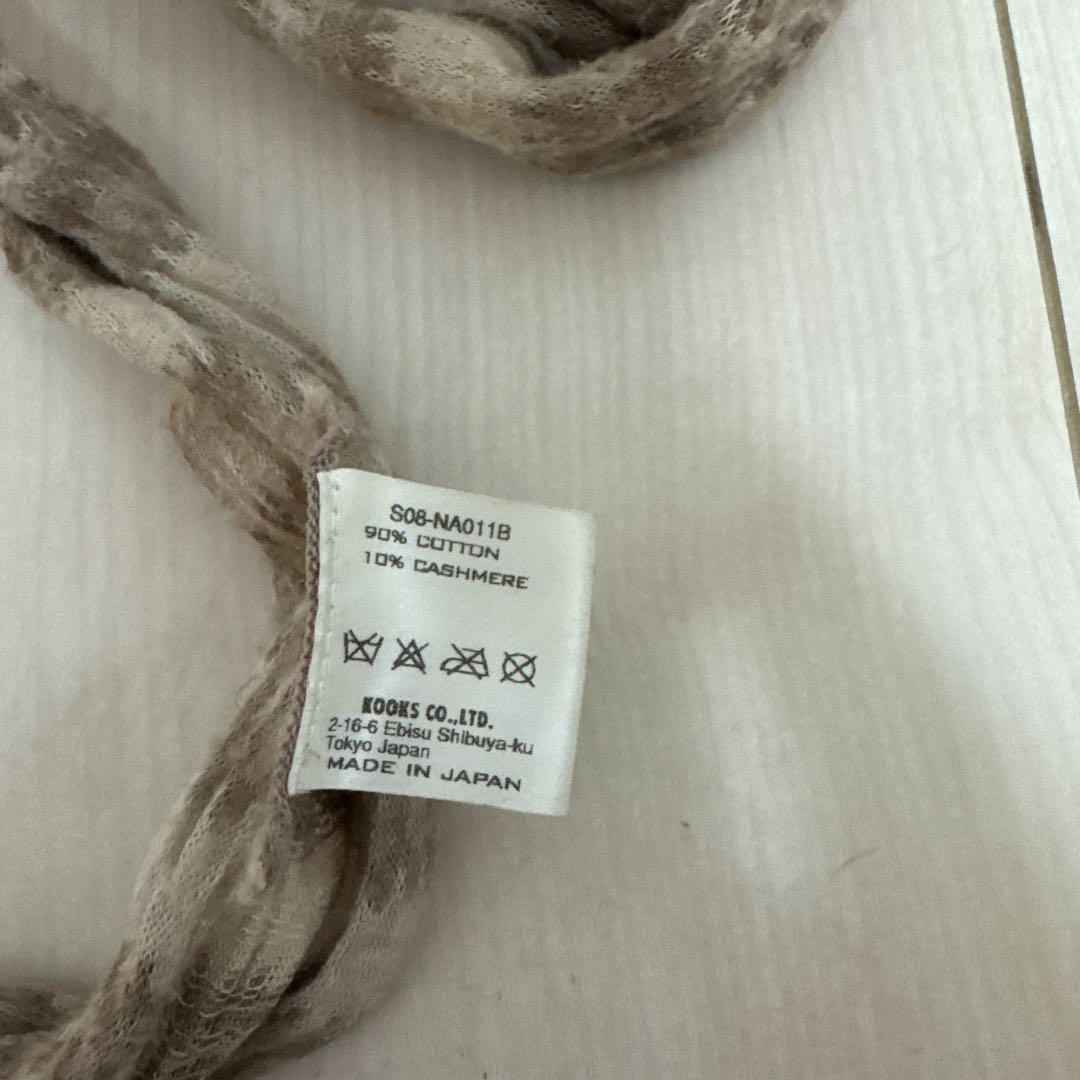 S08-NA011B
90% COTTON
10% CASHMERE
KOOKS CO.,LTD.
2-16-6 Ebisu Shibuya-ku
Tokyo Japan
MADE IN JAPAN